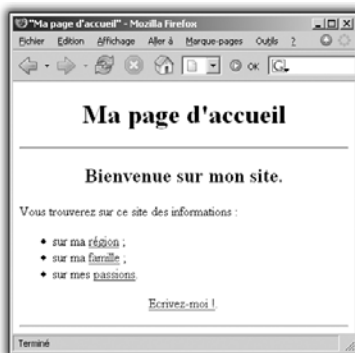 "Ma page d'accueil" - Mozilla Firefox
Fichier Edition Affichage Aller à Marque-pages Outils ?
OK G
Ma page d'accueil
Bienvenue sur mon site.
Vous trouverez sur ce site des informations :
• sur ma région ;
• sur ma famille ;
• sur mes passions.
Ecrivez-moi !.
Terminé